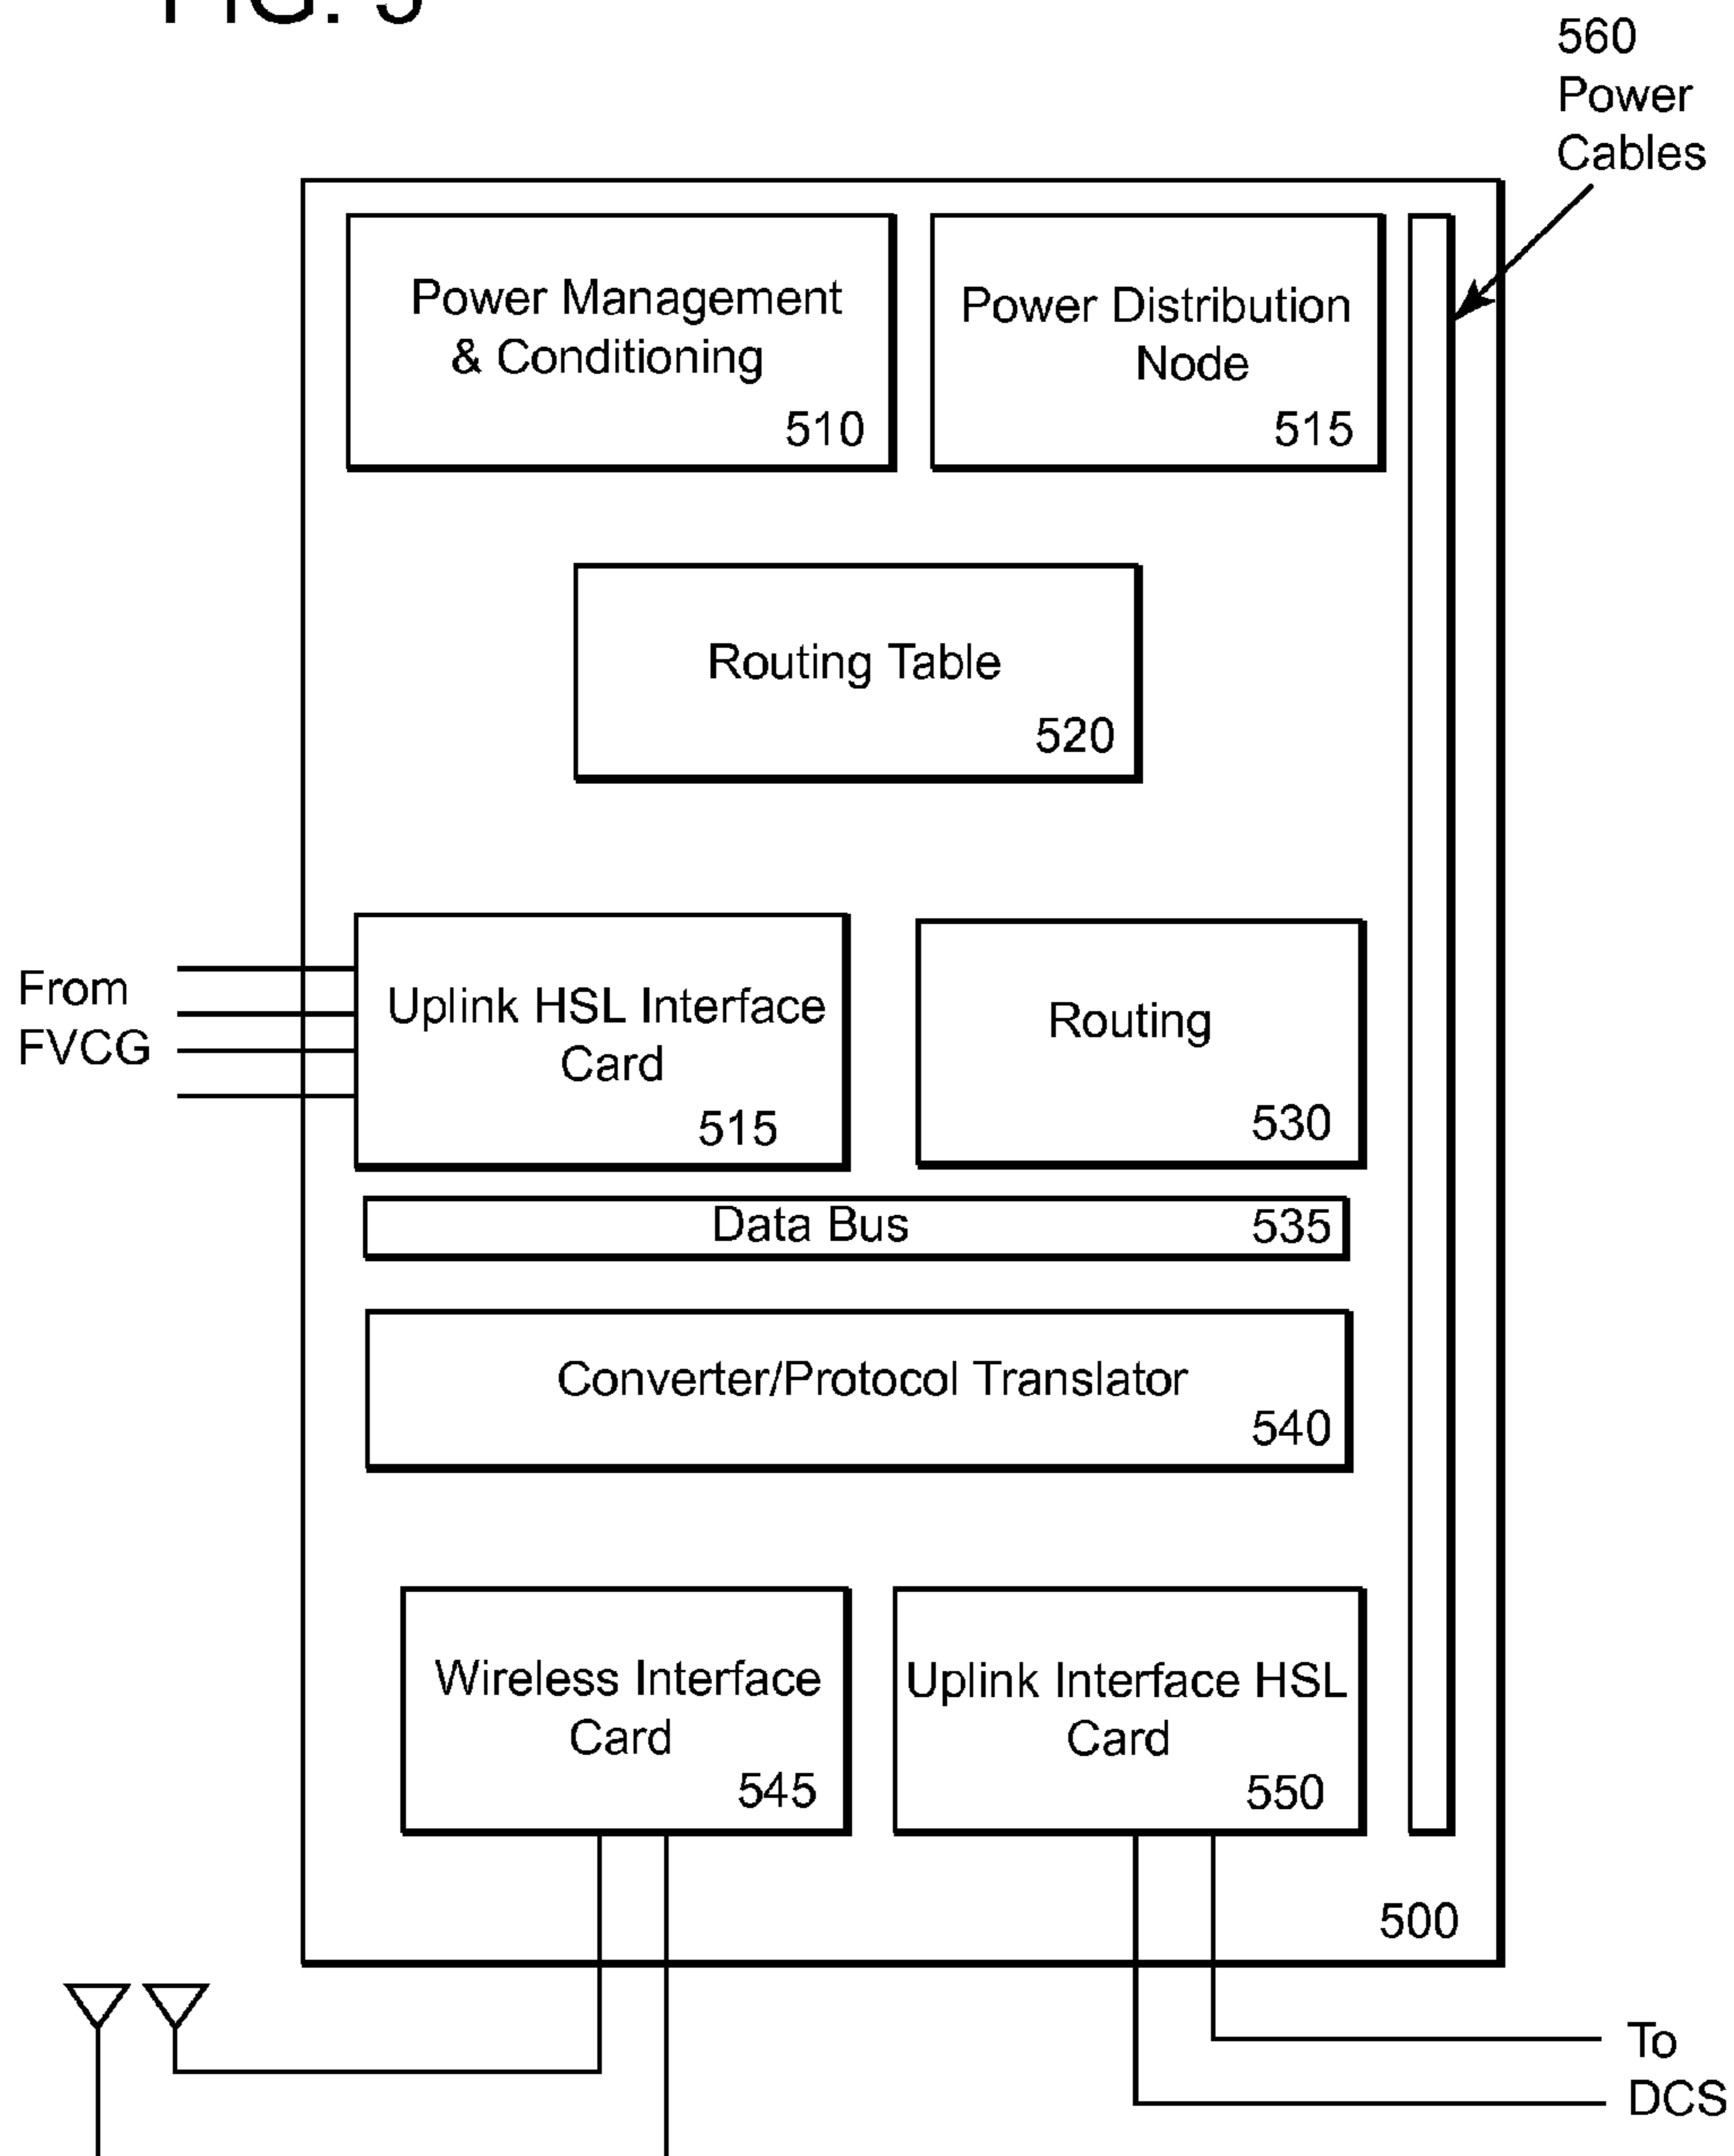 FIG. 5
560
Power
Cables
Power Management
& Conditioning
510
Power Distribution
Node
515
Routing Table
520
From
FVCG
Uplink HSL Interface
Card
515
Routing
530
Data Bus 535
Converter/Protocol Translator
540
Wireless Interface
Card
545
Uplink Interface HSL
Card
550
500
To
DCS